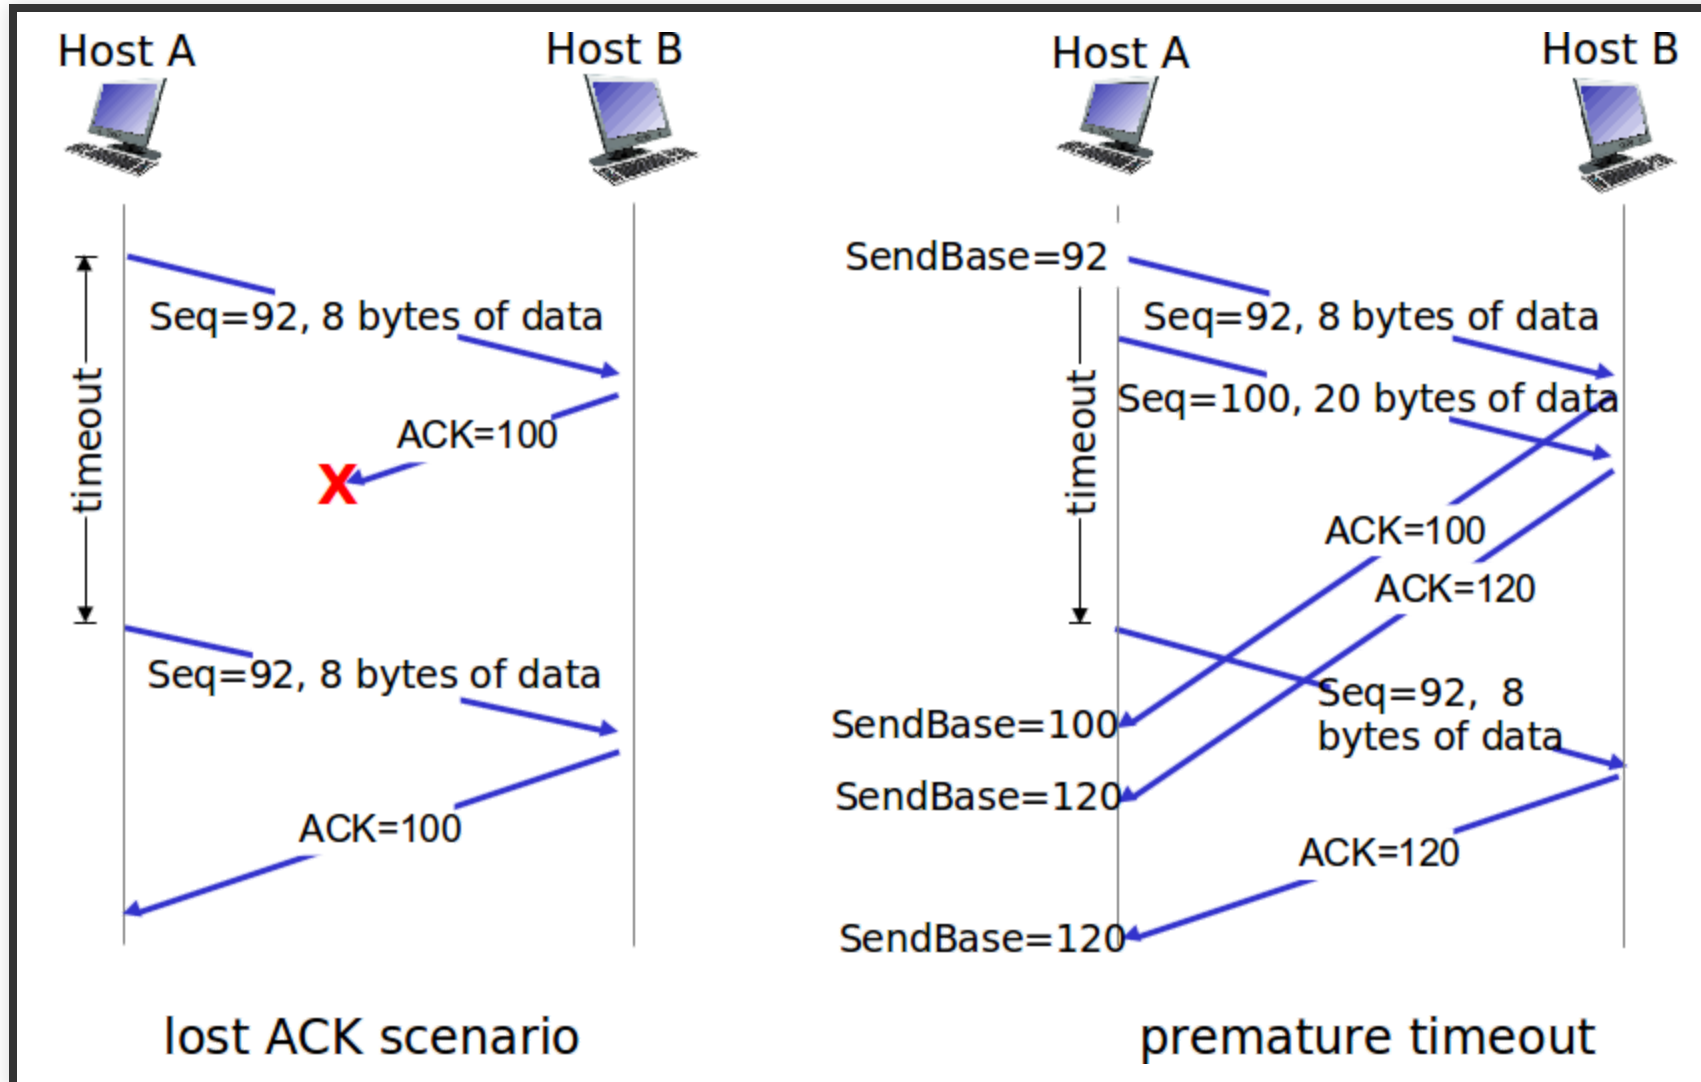 Host A
Host B
timeout
Seq=92, 8 bytes of data
ACK=100
X
Seq=92, 8 bytes of data
ACK=100
lost ACK scenario
Host A
Host B
SendBase=92
timeout
Seq=92, 8 bytes of data
Seq=100, 20 bytes of data
ACK=100
ACK=120
Seq=92, 8
bytes of data
SendBase=100
SendBase=120
ACK=120
SendBase=120
premature timeout